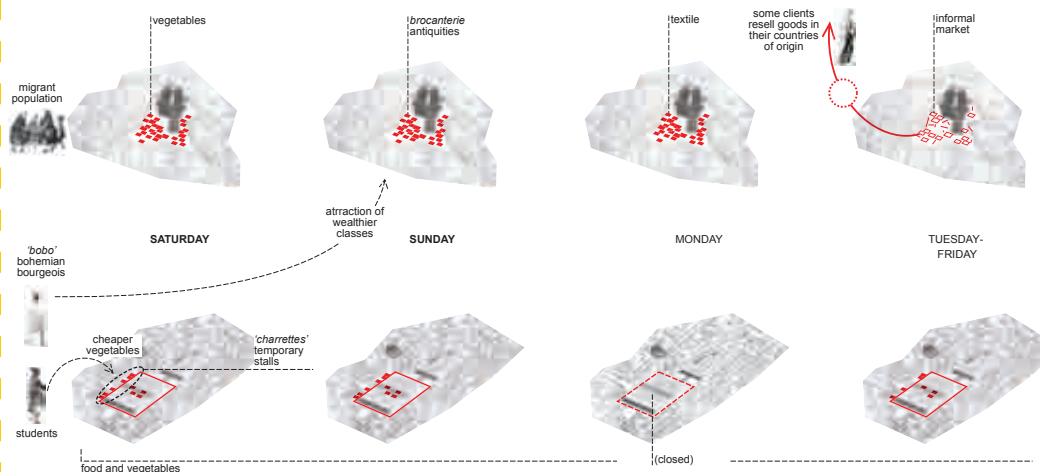 vegetables
brocanterie
antiquities
textile
some clients
resell goods in
their countries
of origin
informal
market
migrant
population
atrraction of
wealthier
classes
SATURDAY
SUNDAY
MONDAY
TUESDAY-
FRIDAY
'bobo'
bohemian
bourgeois
cheaper
vegetables
'charrettes'
temporary
stalls
students
(closed)
food and vegetables